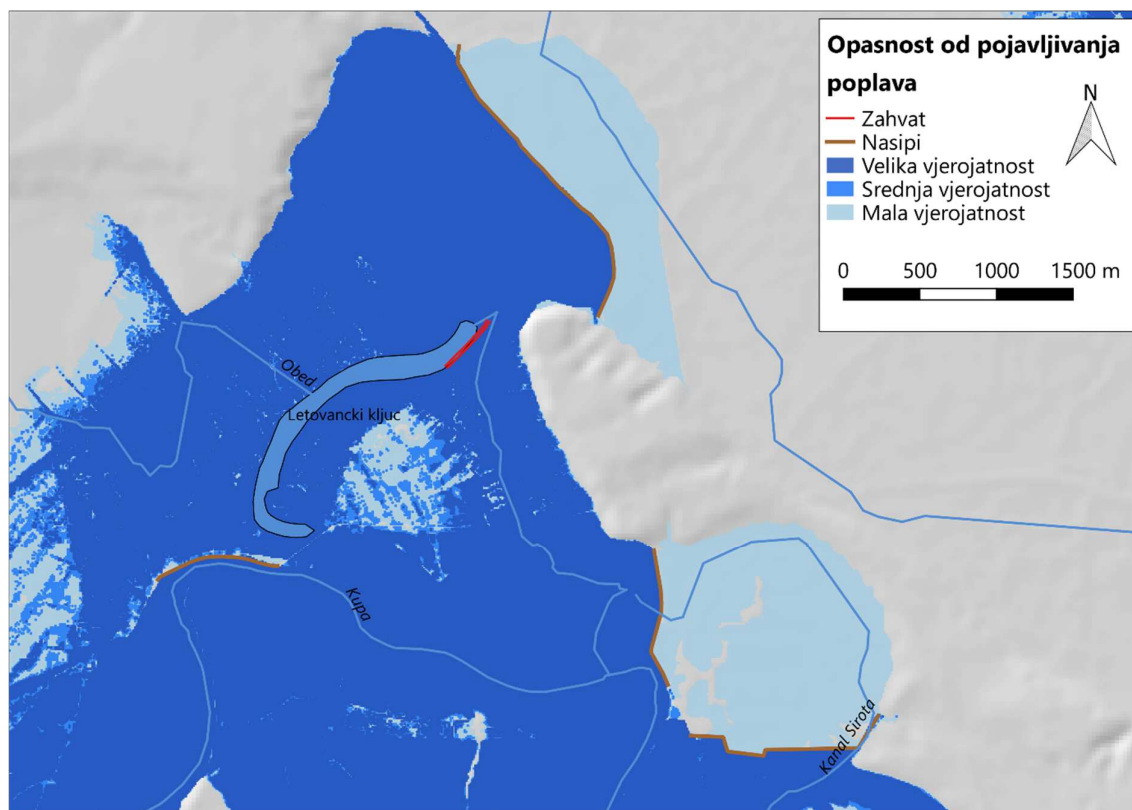 Opasnost od pojavljivanja
poplava
N
Zahvat
Nasipi
Velika vjerojatnost
Srednja vjerojatnost
Mala vjerojatnost
0 500 1000 1500 m
Obed
Letovancki kljuc
Kupa
Kanal Sirota